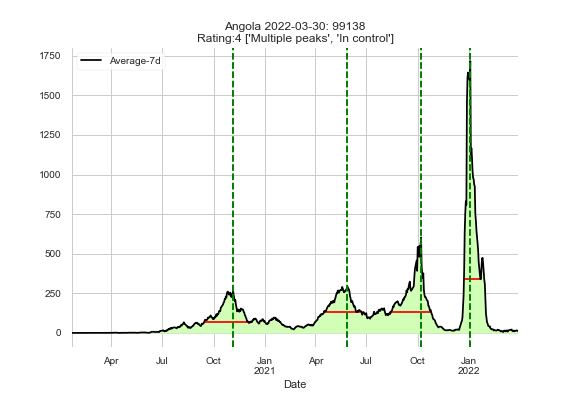 Angola 2022-03-30: 99138
Rating:4 ['Multiple peaks', 'In control']
Average-7d
1750
1500
1250
1000
750
500
250
0
Apr Jul Oct Jan Apr Jul Oct Jan
2021 2022
Date